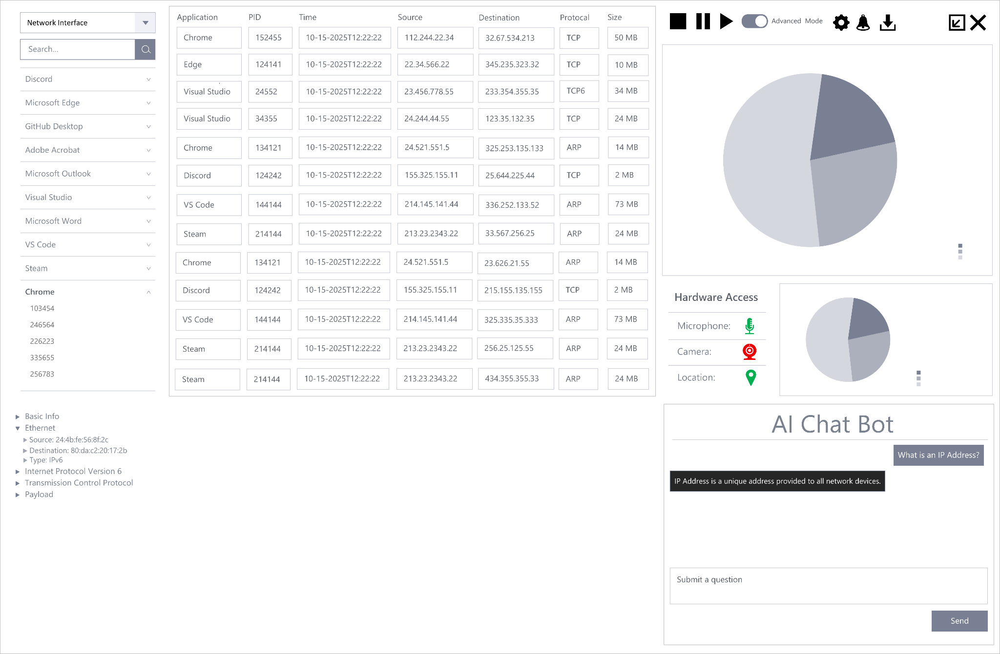 Network Interface
Search...
Discord
Microsoft Edge
GitHub Desktop
Adobe Acrobat
Microsoft Outlook
Visual Studio
Microsoft Word
VS Code
Steam
Chrome
103454
246564
226223
335655
256783
Basic Info
Ethernet
Source: 24:4b:fe:56:8f:2c
Destination: 80:da:c2:20:17:2b
Type: IPv6
Internet Protocol Version 6
Transmission Control Protocol
Payload
Application PID Time Source Destination Protocal Size
Chrome 152455 10-15-2025T12:22:22 112.244.22.34 32.67.534.213 TCP 50 MB
Edge 124141 10-15-2025T12:22:22 22.34.566.22 345.235.323.32 TCP 10 MB
Visual Studio 24552 10-15-2025T12:22:22 23.456.778.55 233.354.355.35 TCP6 34 MB
Visual Studio 34355 10-15-2025T12:22:22 24.244.44.55 123.35.132.35 TCP 24 MB
Chrome 134121 10-15-2025T12:22:22 24.521.551.5 325.253.135.133 ARP 14 MB
Discord 124242 10-15-2025T12:22:22 155.325.155.11 25.644.225.44 TCP 2 MB
VS Code 144144 10-15-2025T12:22:22 214.145.141.44 336.252.133.52 ARP 73 MB
Steam 214144 10-15-2025T12:22:22 213.23.2343.22 33.567.256.25 ARP 24 MB
Chrome 134121 10-15-2025T12:22:22 24.521.551.5 23.626.21.55 ARP 14 MB
Discord 124242 10-15-2025T12:22:22 155.325.155.11 215.155.135.155 TCP 2 MB
VS Code 144144 10-15-2025T12:22:22 214.145.141.44 325.335.35.333 ARP 73 MB
Steam 214144 10-15-2025T12:22:22 213.23.2343.22 256.25.125.55 ARP 24 MB
Steam 214144 10-15-2025T12:22:22 213.23.2343.22 434.355.355.33 ARP 24 MB
Advanced Mode
Hardware Access
Microphone:
Camera:
Location:
AI Chat Bot
What is an IP Address?
IP Address is a unique address provided to all network devices.
Submit a question
Send